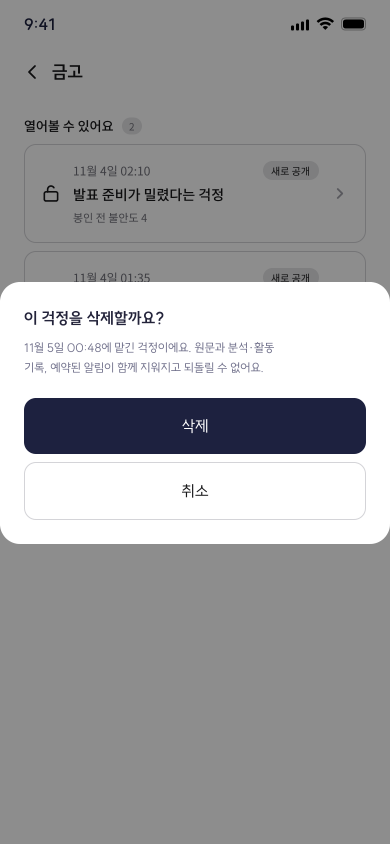 9:41
금고
열어볼 수 있어요 2
11월 4일 02:10 새로 공개
발표 준비가 밀렸다는 걱정
봉인 전 불안도 4
11월 4일 01:35 새로 공개
이 걱정을 삭제할까요?
11월 5일 00:48에 맡긴 걱정이에요. 원문과 분석·활동
기록, 예약된 알림이 함께 지워지고 되돌릴 수 없어요.
삭제
취소